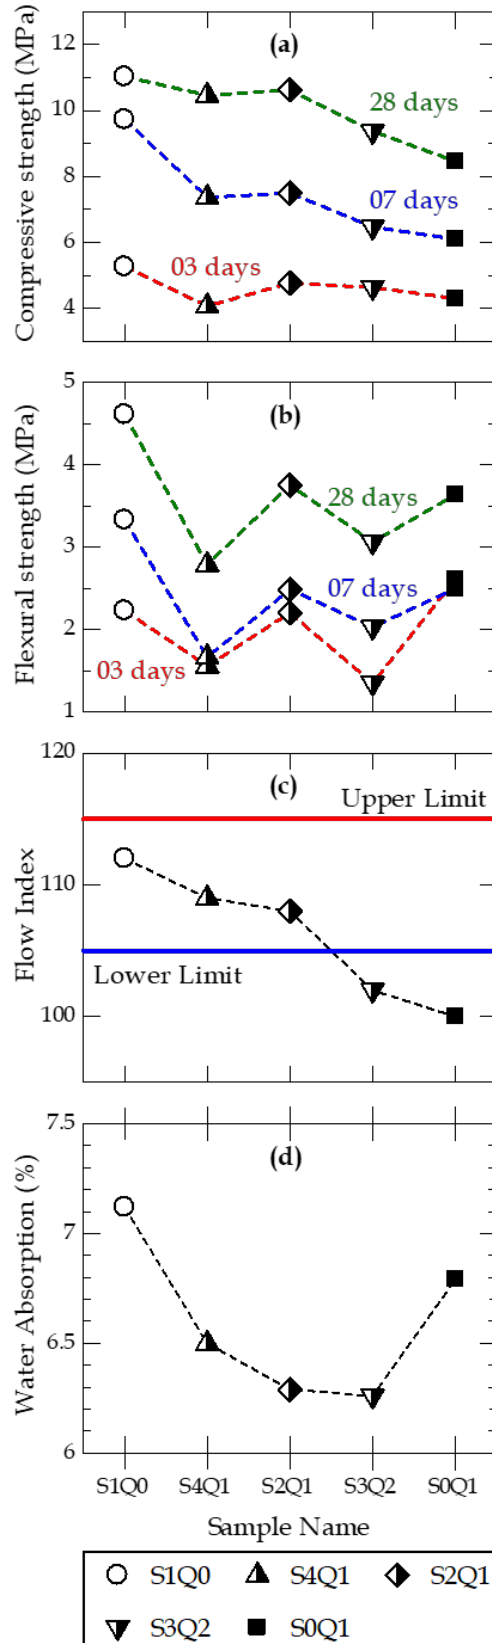 Compressive strength (MPa)
12
10
8
6
4
(a)
28 days
07 days
03 days
Flexural strength (MPa)
5
4
3
2
1
(b)
28 days
07 days
03 days
Flow Index
120
110
100
(c)
Upper Limit
Lower Limit
Water Absorption (%)
7.5
7
6.5
6
(d)
S1Q0 S4Q1 S2Q1 S3Q2 S0Q1
Sample Name
S1Q0 S4Q1 S2Q1
S3Q2 S0Q1